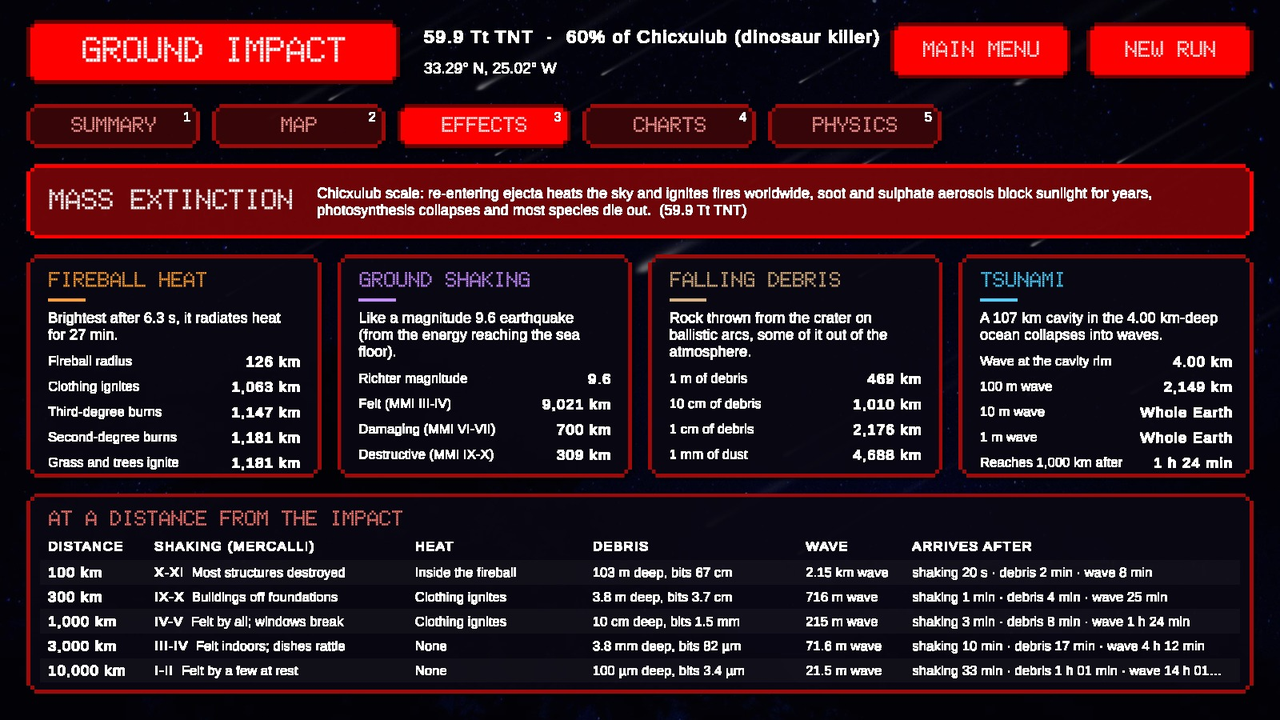 GROUND IMPACT
59.9 Tt TNT - 60% of Chicxulub (dinosaur killer)
33.29° N, 25.02° W
MAIN MENU
NEW RUN
SUMMARY 1
MAP 2
EFFECTS 3
CHARTS 4
PHYSICS 5
MASS EXTINCTION
Chicxulub scale: re-entering ejecta heats the sky and ignites fires worldwide, soot and sulphate aerosols block sunlight for years,
photosynthesis collapses and most species die out. (59.9 Tt TNT)
FIREBALL HEAT
Brightest after 6.3 s, it radiates heat
for 27 min.
Fireball radius 126 km
Clothing ignites 1,063 km
Third-degree burns 1,147 km
Second-degree burns 1,181 km
Grass and trees ignite 1,181 km
GROUND SHAKING
Like a magnitude 9.6 earthquake
(from the energy reaching the sea
floor).
Richter magnitude 9.6
Felt (MMI III-IV) 9,021 km
Damaging (MMI VI-VII) 700 km
Destructive (MMI IX-X) 309 km
FALLING DEBRIS
Rock thrown from the crater on
ballistic arcs, some of it out of the
atmosphere.
1 m of debris 469 km
10 cm of debris 1,010 km
1 cm of debris 2,176 km
1 mm of dust 4,688 km
TSUNAMI
A 107 km cavity in the 4.00 km-deep
ocean collapses into waves.
Wave at the cavity rim 4.00 km
100 m wave 2,149 km
10 m wave Whole Earth
1 m wave Whole Earth
Reaches 1,000 km after 1 h 24 min
AT A DISTANCE FROM THE IMPACT
DISTANCE SHAKING (MERCALLI) HEAT DEBRIS WAVE ARRIVES AFTER
100 km X-XI Most structures destroyed Inside the fireball 103 m deep, bits 67 cm 2.15 km wave shaking 20 s · debris 2 min · wave 8 min
300 km IX-X Buildings off foundations Clothing ignites 3.8 m deep, bits 3.7 cm 716 m wave shaking 1 min · debris 4 min · wave 25 min
1,000 km IV-V Felt by all; windows break Clothing ignites 10 cm deep, bits 1.5 mm 215 m wave shaking 3 min · debris 8 min · wave 1 h 24 min
3,000 km III-IV Felt indoors; dishes rattle None 3.8 mm deep, bits 82 µm 71.6 m wave shaking 10 min · debris 17 min · wave 4 h 12 min
10,000 km I-II Felt by a few at rest None 100 µm deep, bits 3.4 µm 21.5 m wave shaking 33 min · debris 1 h 01 min · wave 14 h 01...